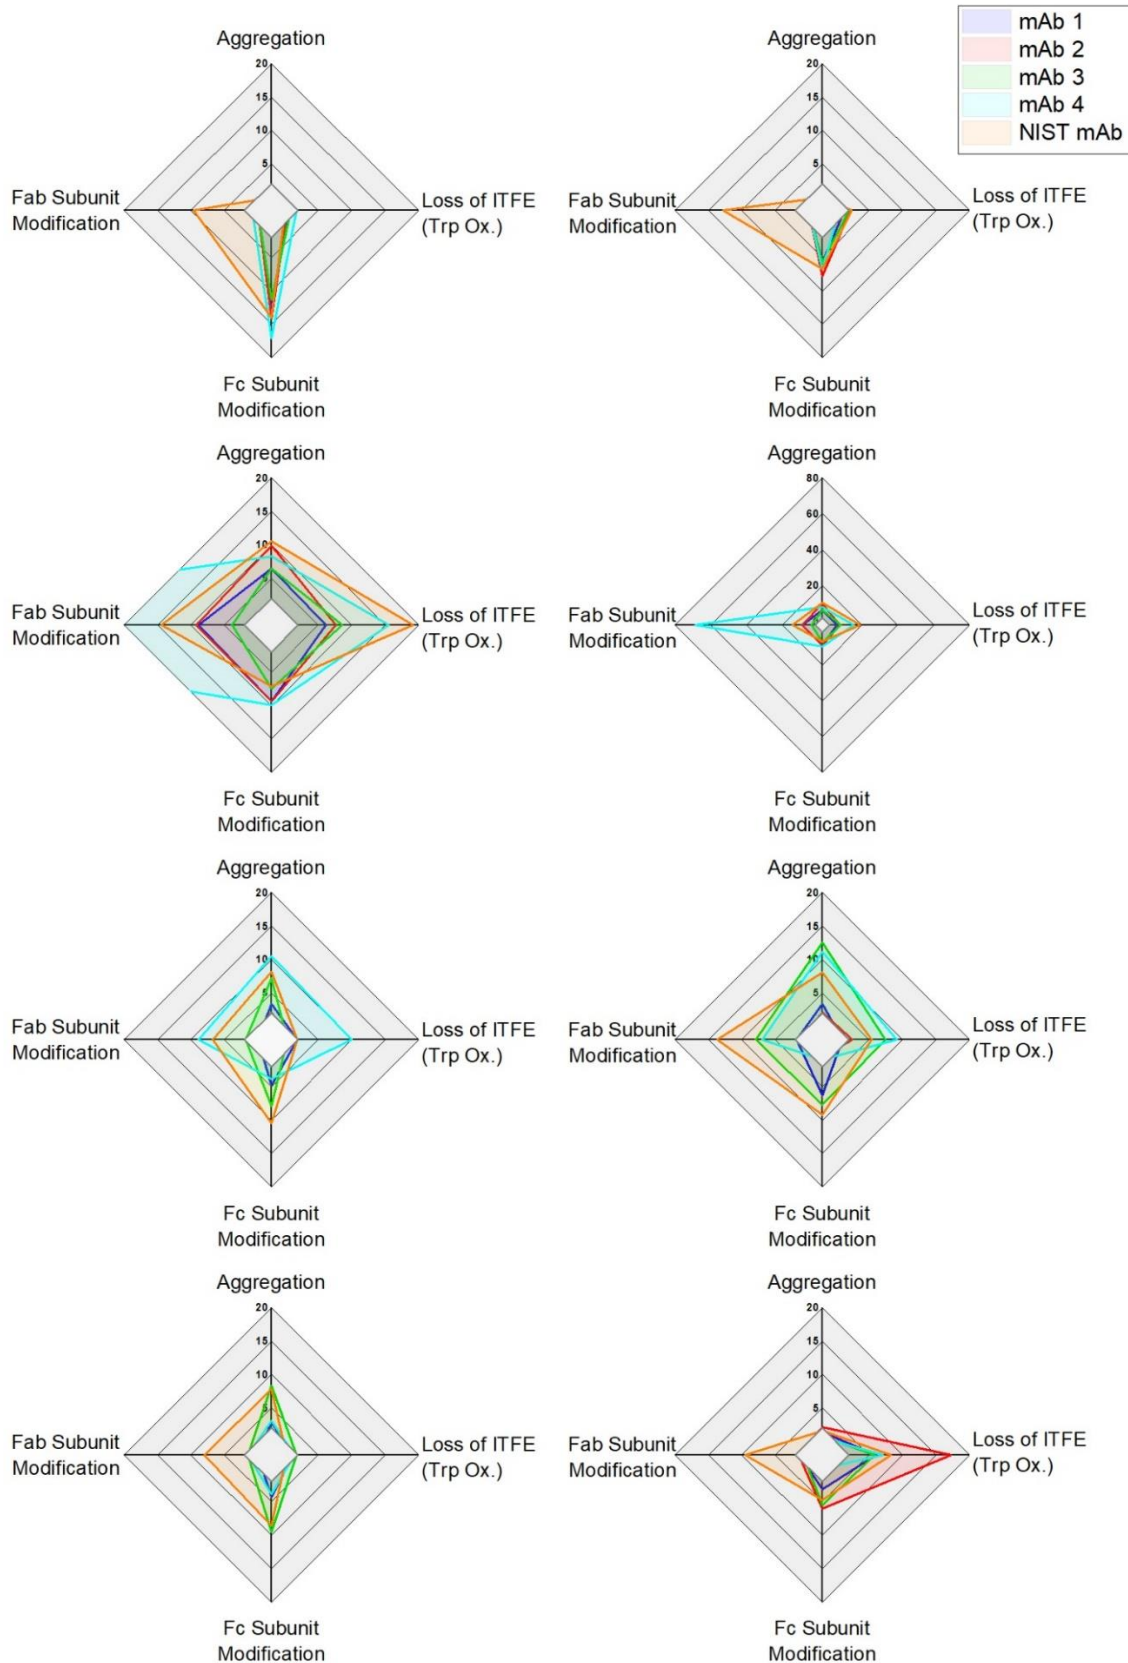 mAb 1
mAb 2
mAb 3
mAb 4
NIST mAb
Aggregation
20
15
10
5
Fab Subunit
Modification
Loss of ITFE
(Trp Ox.)
Fc Subunit
Modification
Aggregation
20
15
10
5
Fab Subunit
Modification
Loss of ITFE
(Trp Ox.)
Fc Subunit
Modification
Aggregation
20
15
10
Fab Subunit
Modification
Loss of ITFE
(Trp Ox.)
Fc Subunit
Modification
Aggregation
80
60
40
20
Fab Subunit
Modification
Loss of ITFE
(Trp Ox.)
Fc Subunit
Modification
Aggregation
20
15
10
5
Fab Subunit
Modification
Loss of ITFE
(Trp Ox.)
Fc Subunit
Modification
Aggregation
20
15
10
5
Fab Subunit
Modification
Loss of ITFE
(Trp Ox.)
Fc Subunit
Modification
Aggregation
20
15
10
5
Fab Subunit
Modification
Loss of ITFE
(Trp Ox.)
Fc Subunit
Modification
Aggregation
20
15
10
5
Fab Subunit
Modification
Loss of ITFE
(Trp Ox.)
Fc Subunit
Modification